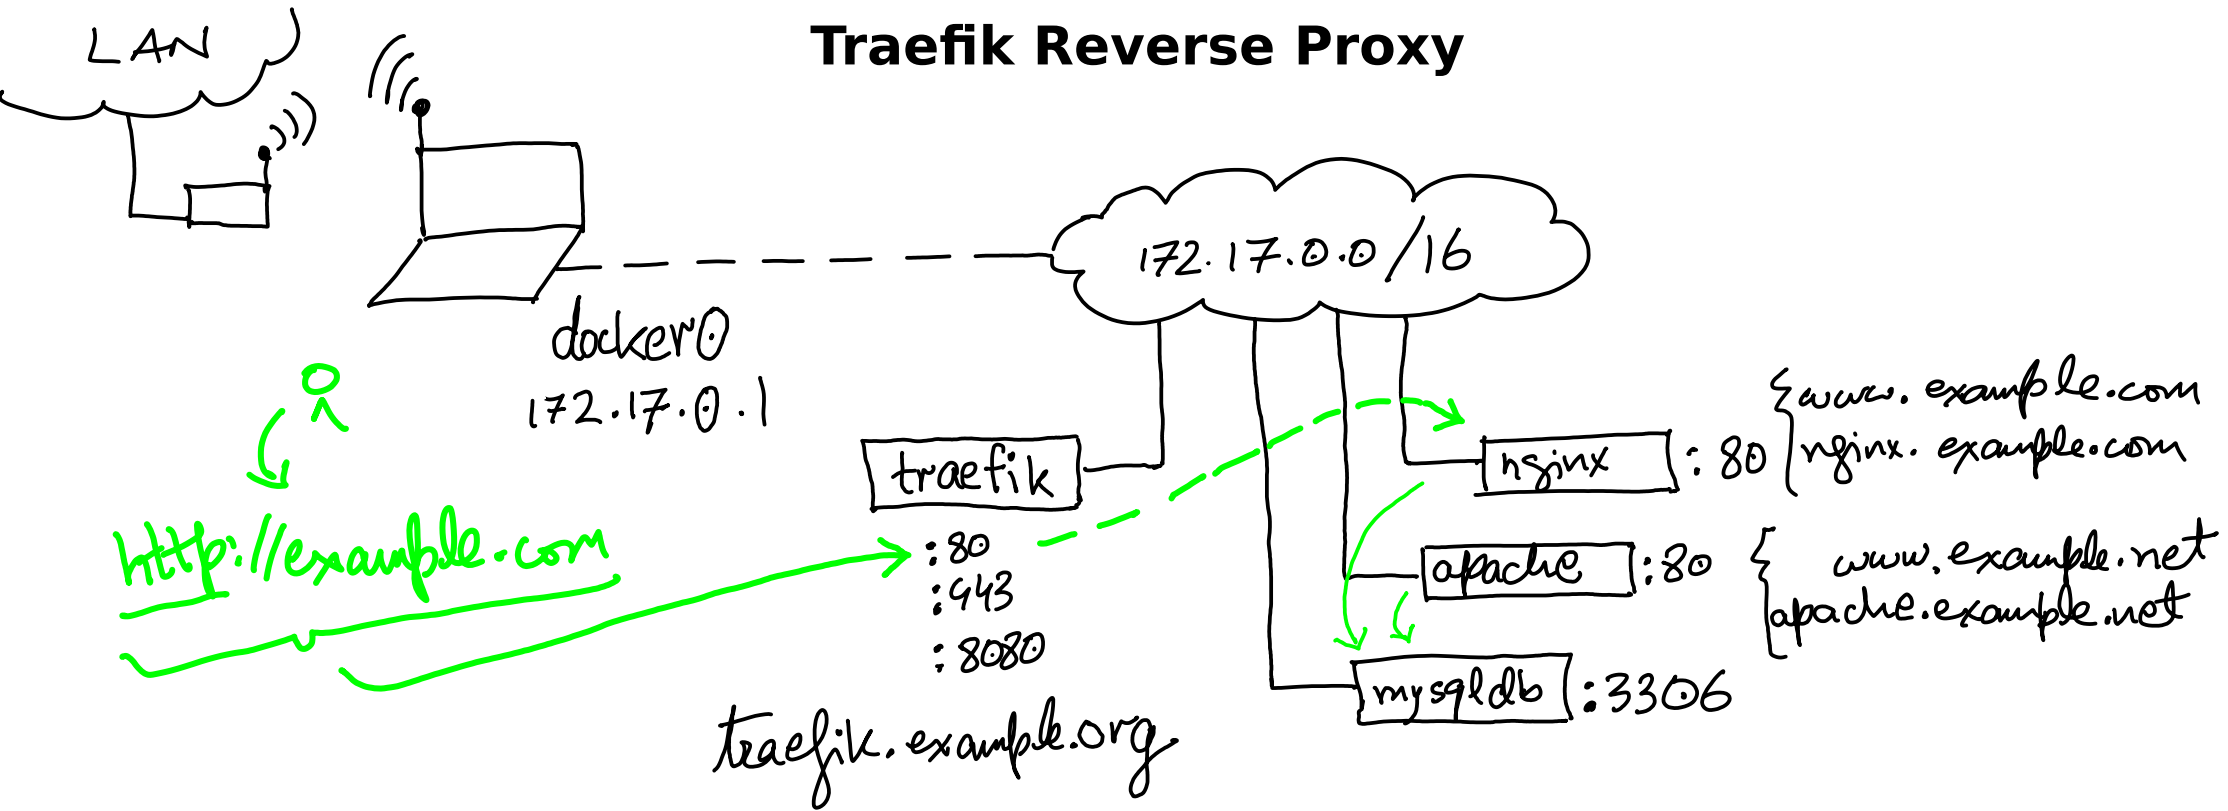 Traefik Reverse Proxy
LAN
172.17.0.0/16
docker0
172.17.0.1
http://example.com
traefik
:80
:443
:8080
traefik.example.org
nginx :80
www.example.com
nginx.example.com
apache :80
www.example.net
apache.example.net
mysqldb :3306